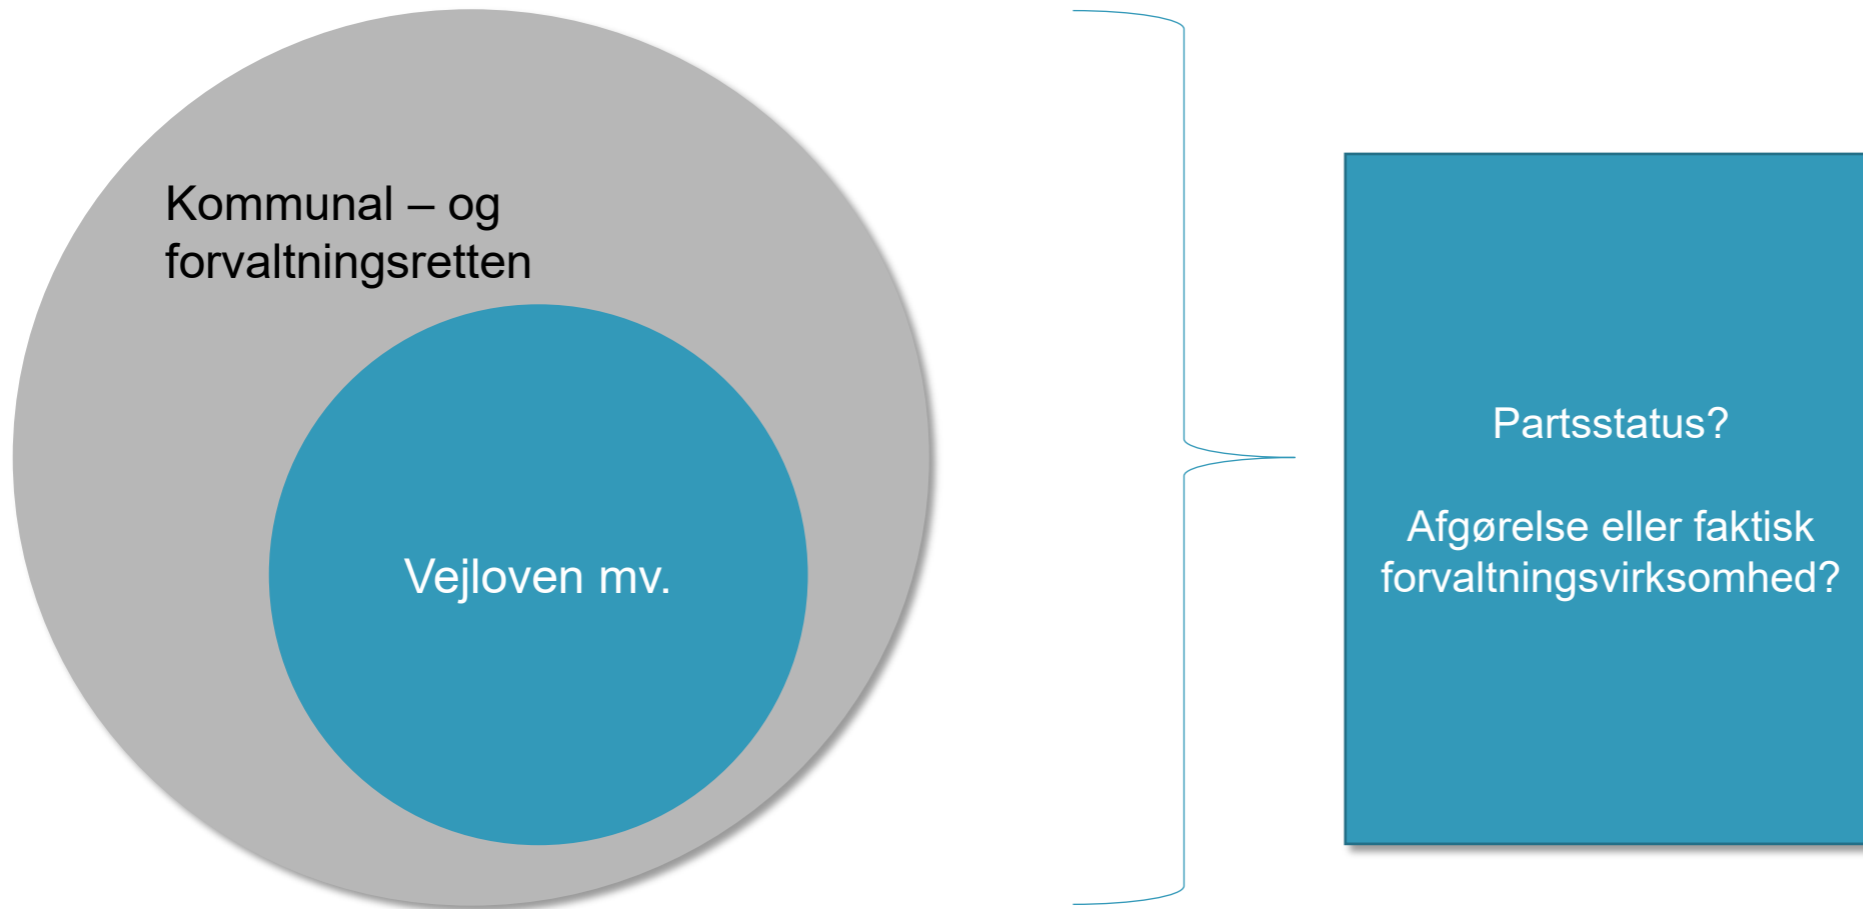 Kommunal – og
forvaltningsretten
Vejloven mv.
Partsstatus?
Afgørelse eller faktisk
forvaltningsvirksomhed?